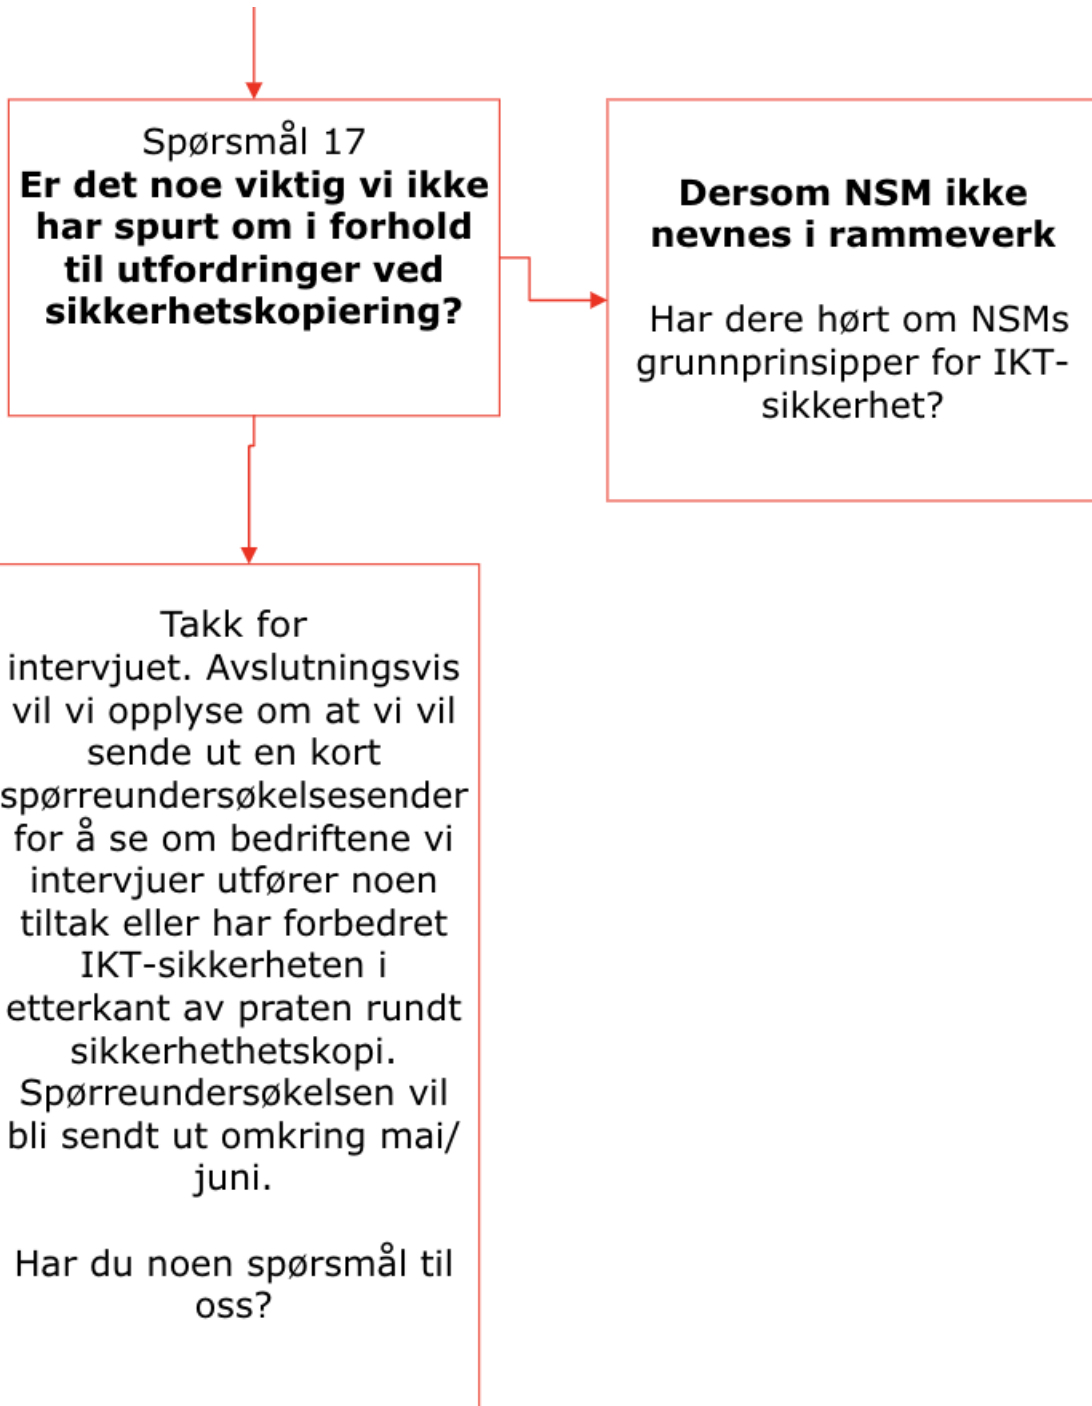 Spørsmål 17
Er det noe viktig vi ikke
har spurt om i forhold
til utfordringer ved
sikkerhetskopiering?
Dersom NSM ikke
nevnes i rammeverk
Har dere hørt om NSMs
grunnprinsipper for IKT-
sikkerhet?
Takk for
intervjuet. Avslutningsvis
vil vi opplyse om at vi vil
sende ut en kort
spørreundersøkelsesender
for å se om bedriftene vi
intervjuer utfører noen
tiltak eller har forbedret
IKT-sikkerheten i
etterkant av praten rundt
sikkerhethetskopi.
Spørreundersøkelsen vil
bli sendt ut omkring mai/
juni.
Har du noen spørsmål til
oss?